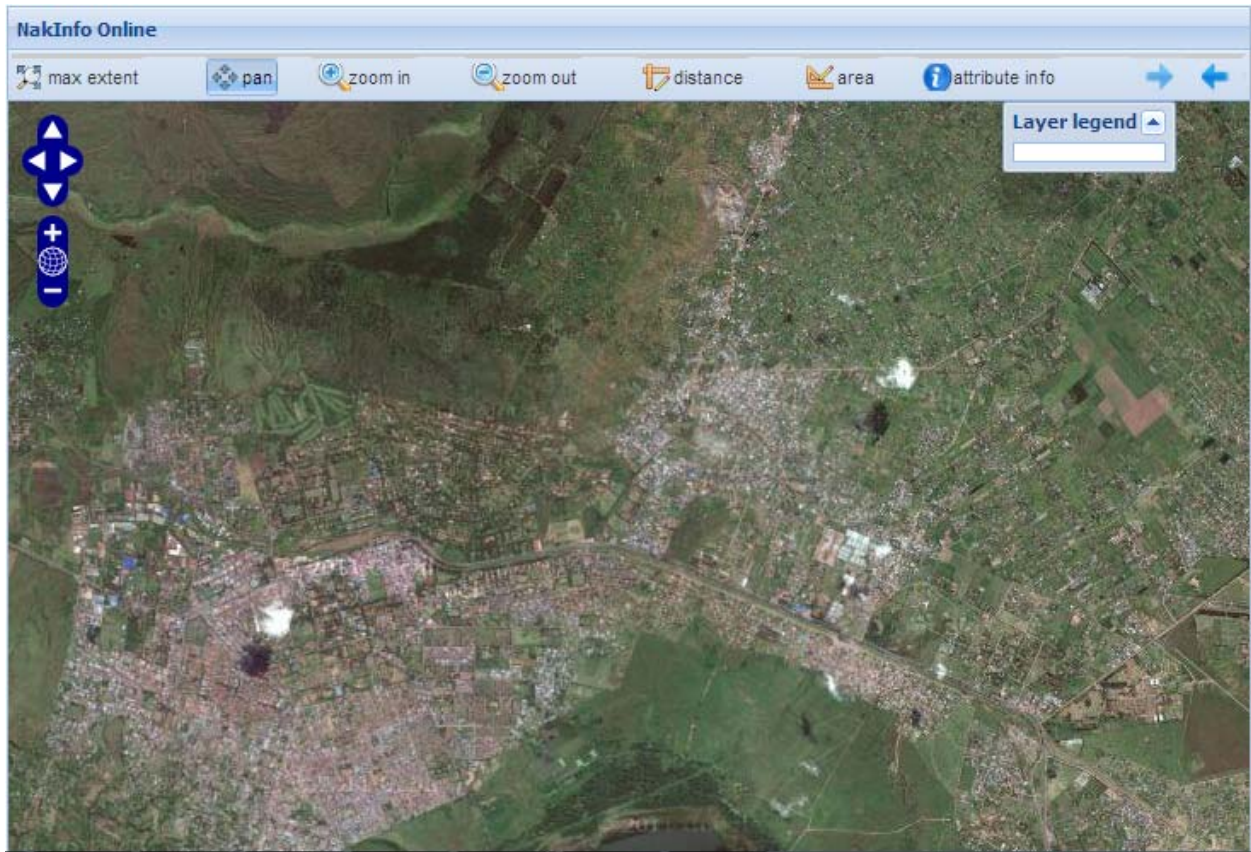 NakInfo Online
max extent pan zoom in zoom out distance area attribute info
Layer legend